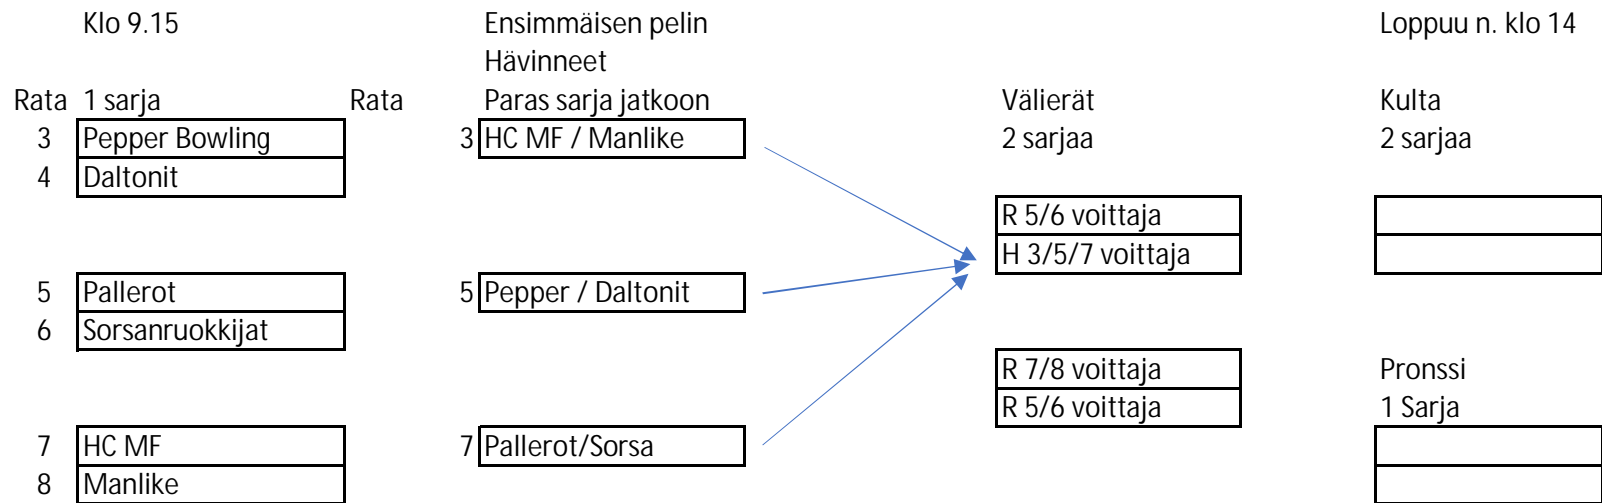 Klo 9.15 Ensimmäisen pelin Loppuu n. klo 14
Hävinneet
Rata 1 sarja Rata Paras sarja jatkoon Välierät Kulta
3 Pepper Bowling 3 HC MF / Manlike 2 sarjaa 2 sarjaa
4 Daltonit
R 5/6 voittaja
H 3/5/7 voittaja
5 Pallerot 5 Pepper / Daltonit
6 Sorsanruokkijat
R 7/8 voittaja Pronssi
R 5/6 voittaja 1 Sarja
7 HC MF 7 Pallerot/Sorsa
8 Manlike